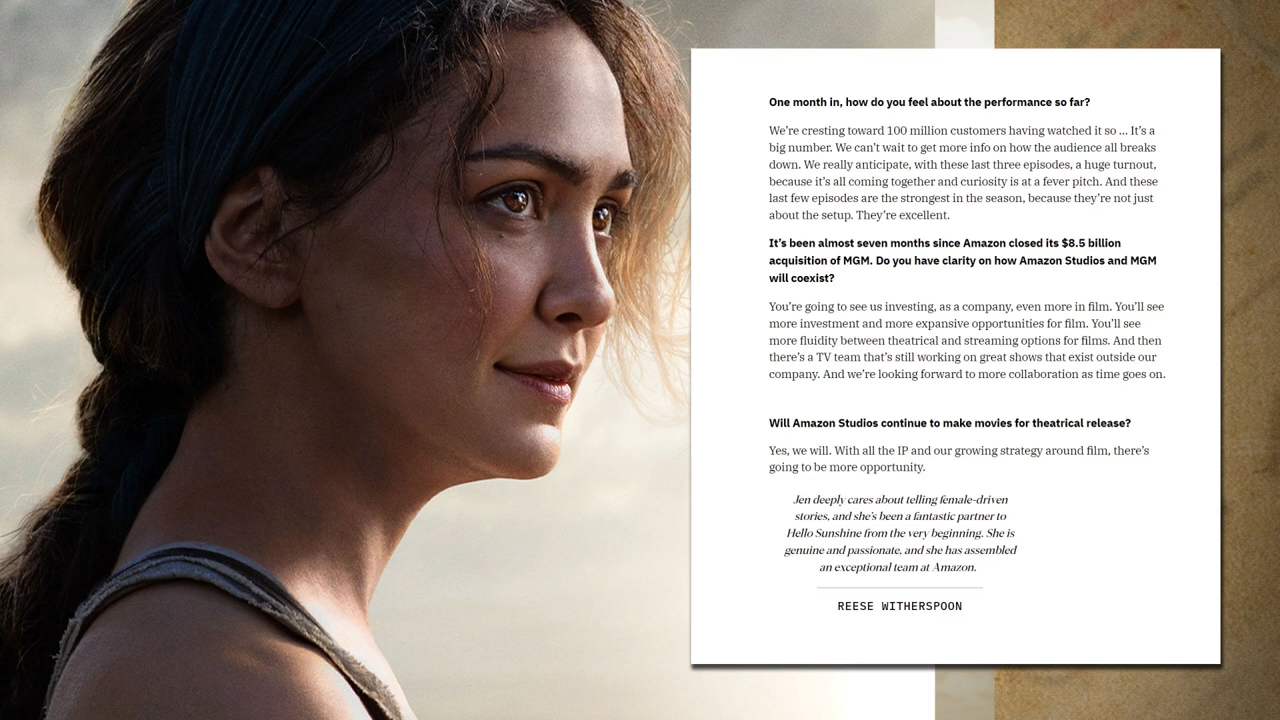 One month in, how do you feel about the performance so far?
We’re cresting toward 100 million customers having watched it so ... It’s a
big number. We can’t wait to get more info on how the audience all breaks
down. We really anticipate, with these last three episodes, a huge turnout,
because it’s all coming together and curiosity is at a fever pitch. And these
last few episodes are the strongest in the season, because they’re not just
about the setup. They’re excellent.
It’s been almost seven months since Amazon closed its $8.5 billion
acquisition of MGM. Do you have clarity on how Amazon Studios and MGM
will coexist?
You’re going to see us investing, as a company, even more in film. You’ll see
more investment and more expansive opportunities for film. You’ll see
more fluidity between theatrical and streaming options for films. And then
there’s a TV team that’s still working on great shows that exist outside our
company. And we’re looking forward to more collaboration as time goes on.
Will Amazon Studios continue to make movies for theatrical release?
Yes, we will. With all the IP and our growing strategy around film, there’s
going to be more opportunity.
Jen deeply cares about telling female-driven
stories, and she’s been a fantastic partner to
Hello Sunshine from the very beginning. She is
genuine and passionate, and she has assembled
an exceptional team at Amazon.
REESE WITHERSPOON